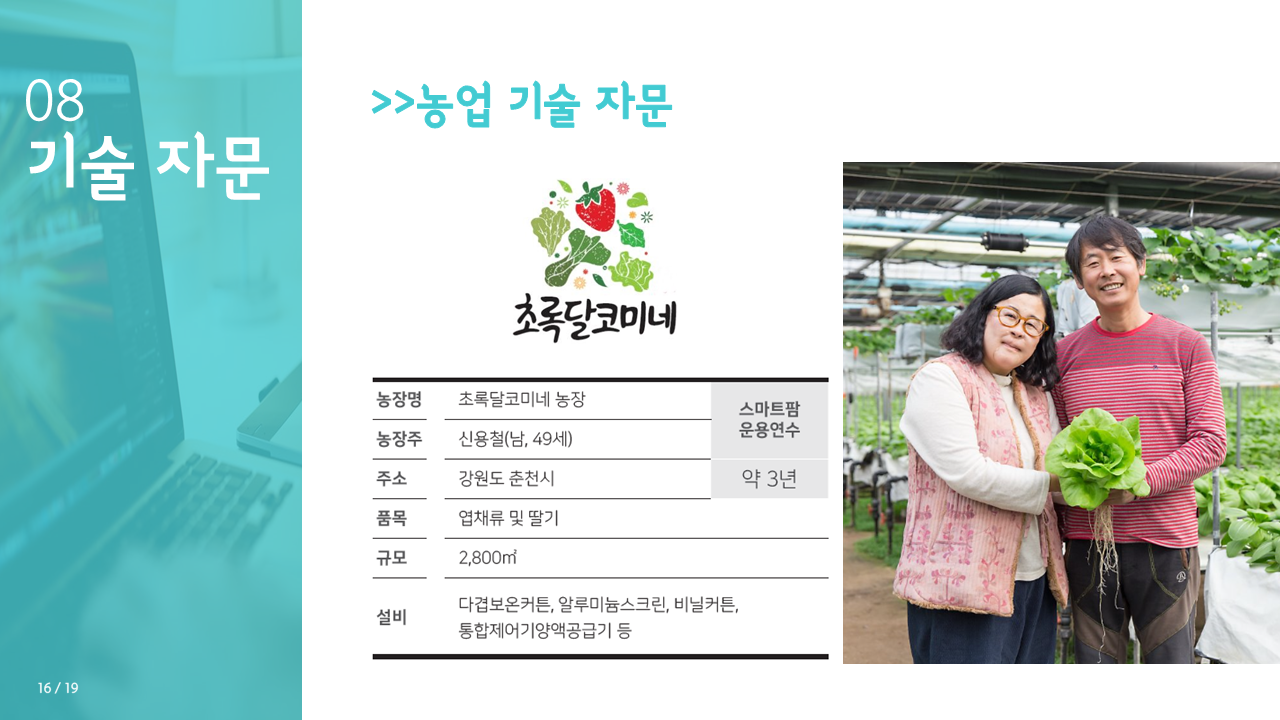 08
기술 자문
16 / 19
>>농업 기술 자문
초록달코미네
농장명 초록달코미네 농장
스마트팜
운용연수
농장주 신용철(남, 49세)
주소 강원도 춘천시
약 3년
품목 엽채류 및 딸기
규모 2,800㎡
설비 다겹보온커튼, 알루미늄스크린, 비닐커튼,
통합제어기양액공급기 등